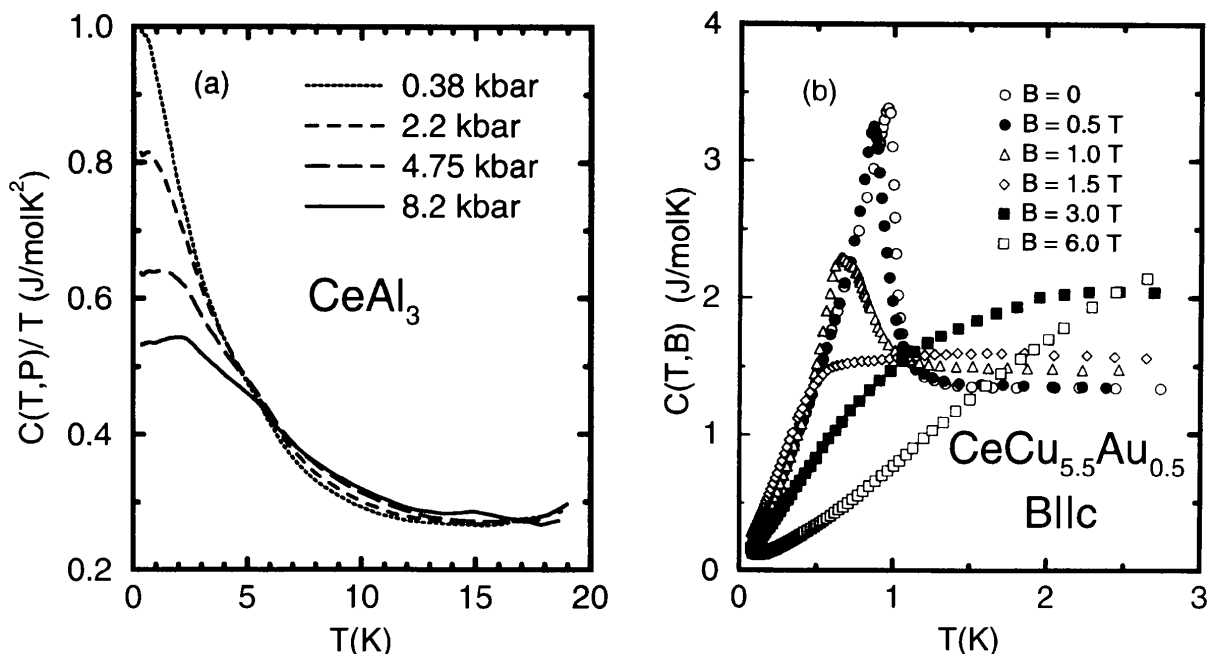 C(T,P)/ T (J/molK²)
1.0
0.8
0.6
0.4
0.2
(a)
0.38 kbar
2.2 kbar
4.75 kbar
8.2 kbar
CeAl₃
0 5 10 15 20
T(K)
C(T,B) (J/molK)
4
3
2
1
0
(b)
B = 0
B = 0.5 T
B = 1.0 T
B = 1.5 T
B = 3.0 T
B = 6.0 T
CeCu₅.₅Au₀.₅
BIIc
0 1 2 3
T(K)